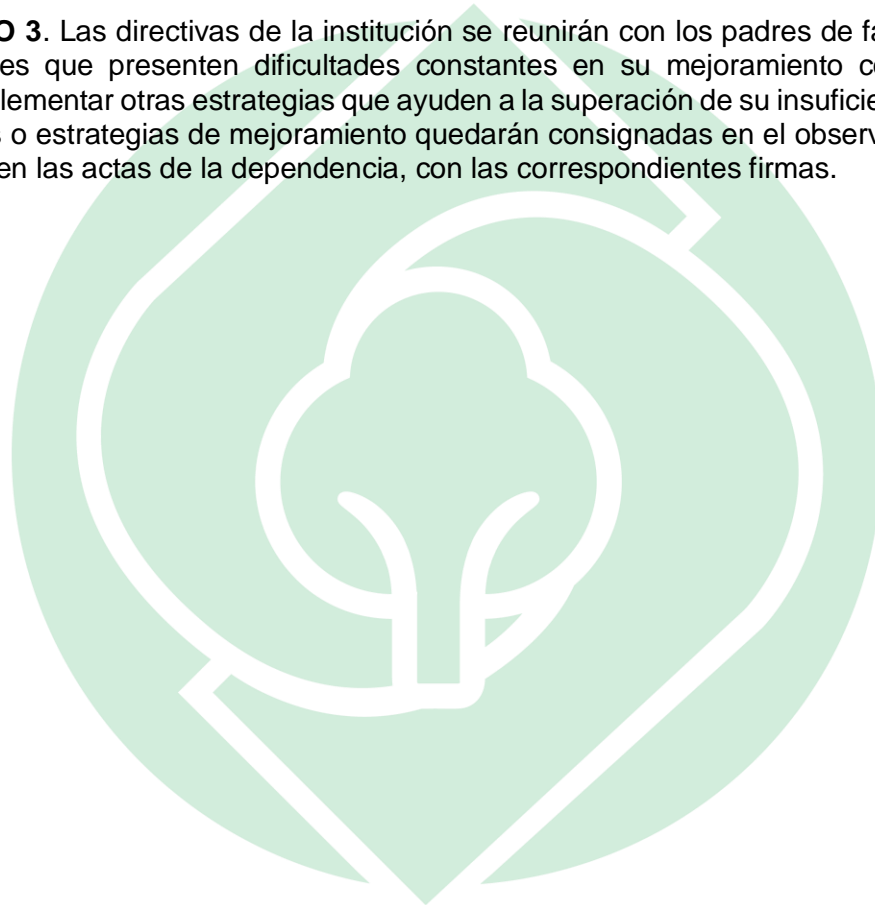 O 3. Las directivas de la institución se reunirán con los padres de fa
es que presenten dificultades constantes en su mejoramiento co
lementar otras estrategias que ayuden a la superación de su insuficie
s o estrategias de mejoramiento quedarán consignadas en el observ
en las actas de la dependencia, con las correspondientes firmas.